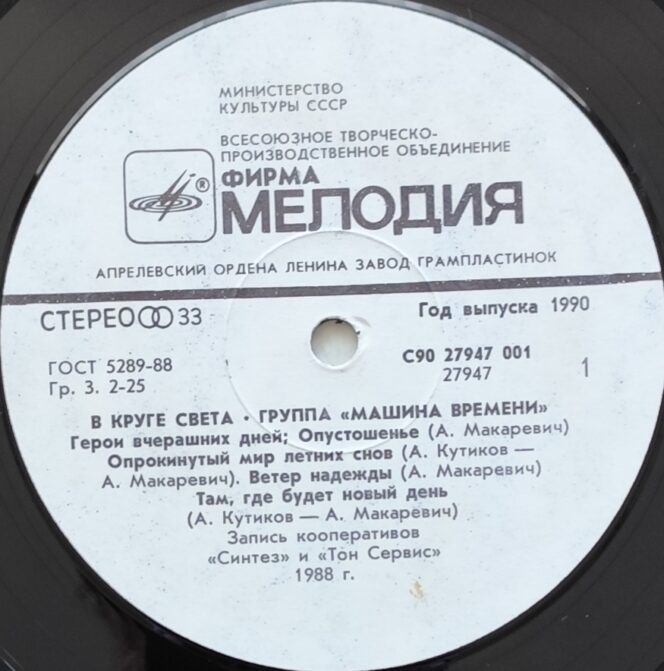 МИНИСТЕРСТВО
КУЛЬТУРЫ СССР
ВСЕСОЮЗНОЕ ТВОРЧЕСКО-
ПРОИЗВОДСТВЕННОЕ ОБЪЕДИНЕНИЕ
®
ФИРМА
МЕЛОДИЯ
АПРЕЛЕВСКИЙ ОРДЕНА ЛЕНИНА ЗАВОД ГРАМПЛАСТИНОК
СТЕРЕО 33
Год выпуска 1990
ГОСТ 5289-88
Гр. 3. 2-25
С90 27947 001
27947
1
В КРУГЕ СВЕТА • ГРУППА «МАШИНА ВРЕМЕНИ»
Герои вчерашних дней; Опустошенье (А. Макаревич)
Опрокинутый мир летних снов (А. Кутиков —
А. Макаревич). Ветер надежды (А. Макаревич)
Там, где будет новый день
(А. Кутиков — А. Макаревич)
Запись кооперативов
«Синтез» и «Тон Сервис»
1988 г.